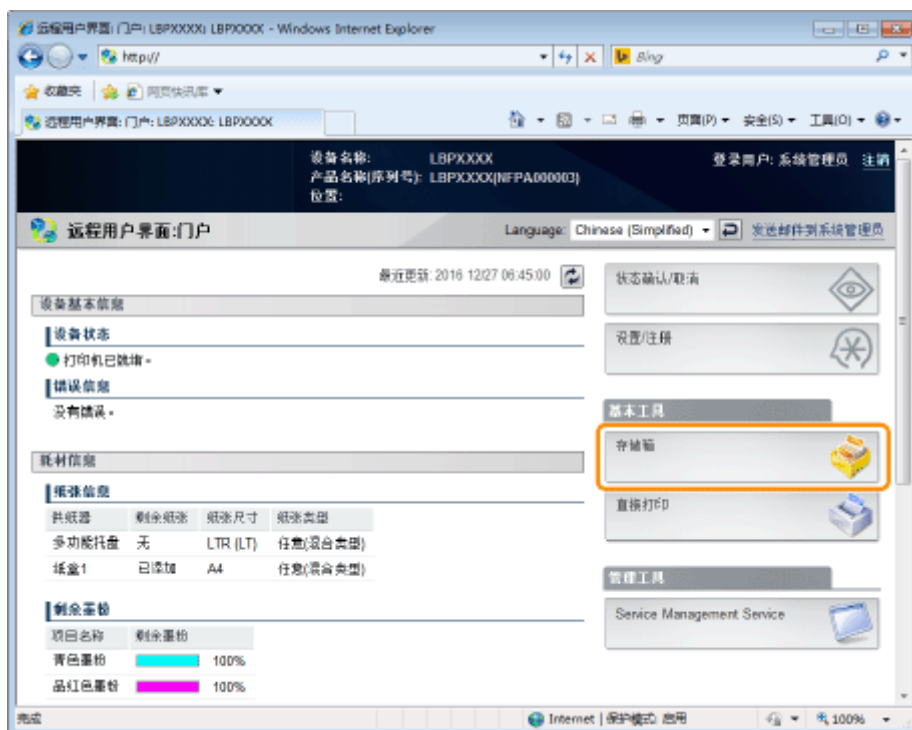 远程用户界面: 门户: LBPXXXX: LBPXXXX - Windows Internet Explorer
http://
Bing
收藏夹
网页快讯库
远程用户界面: 门户: LBPXXXX: LBPXXXX
页面(P)
安全(S)
工具(O)
设备名称: LBPXXXX
产品名称(序列号): LBPXXXX(NFPA000003)
位置:
登录用户: 系统管理员 注销
远程用户界面:门户
Language: Chinese (Simplified)
发送邮件到系统管理员
最近更新: 2016 12/27 06:45:00
设备基本信息
设备状态
打印机已就绪。
错误信息
没有错误。
耗材信息
纸张信息
供纸器 剩余纸张 纸张尺寸 纸张类型
多功能托盘 无 LTR (LT) 任意(混合类型)
纸盒1 已添加 A4 任意(混合类型)
剩余墨粉
项目名称 剩余墨粉
青色墨粉 100%
品红色墨粉 100%
状态确认/取消
设置/注册
基本工具
存储箱
直接打印
管理工具
Service Management Service
完成
Internet | 保护模式: 启用
100%